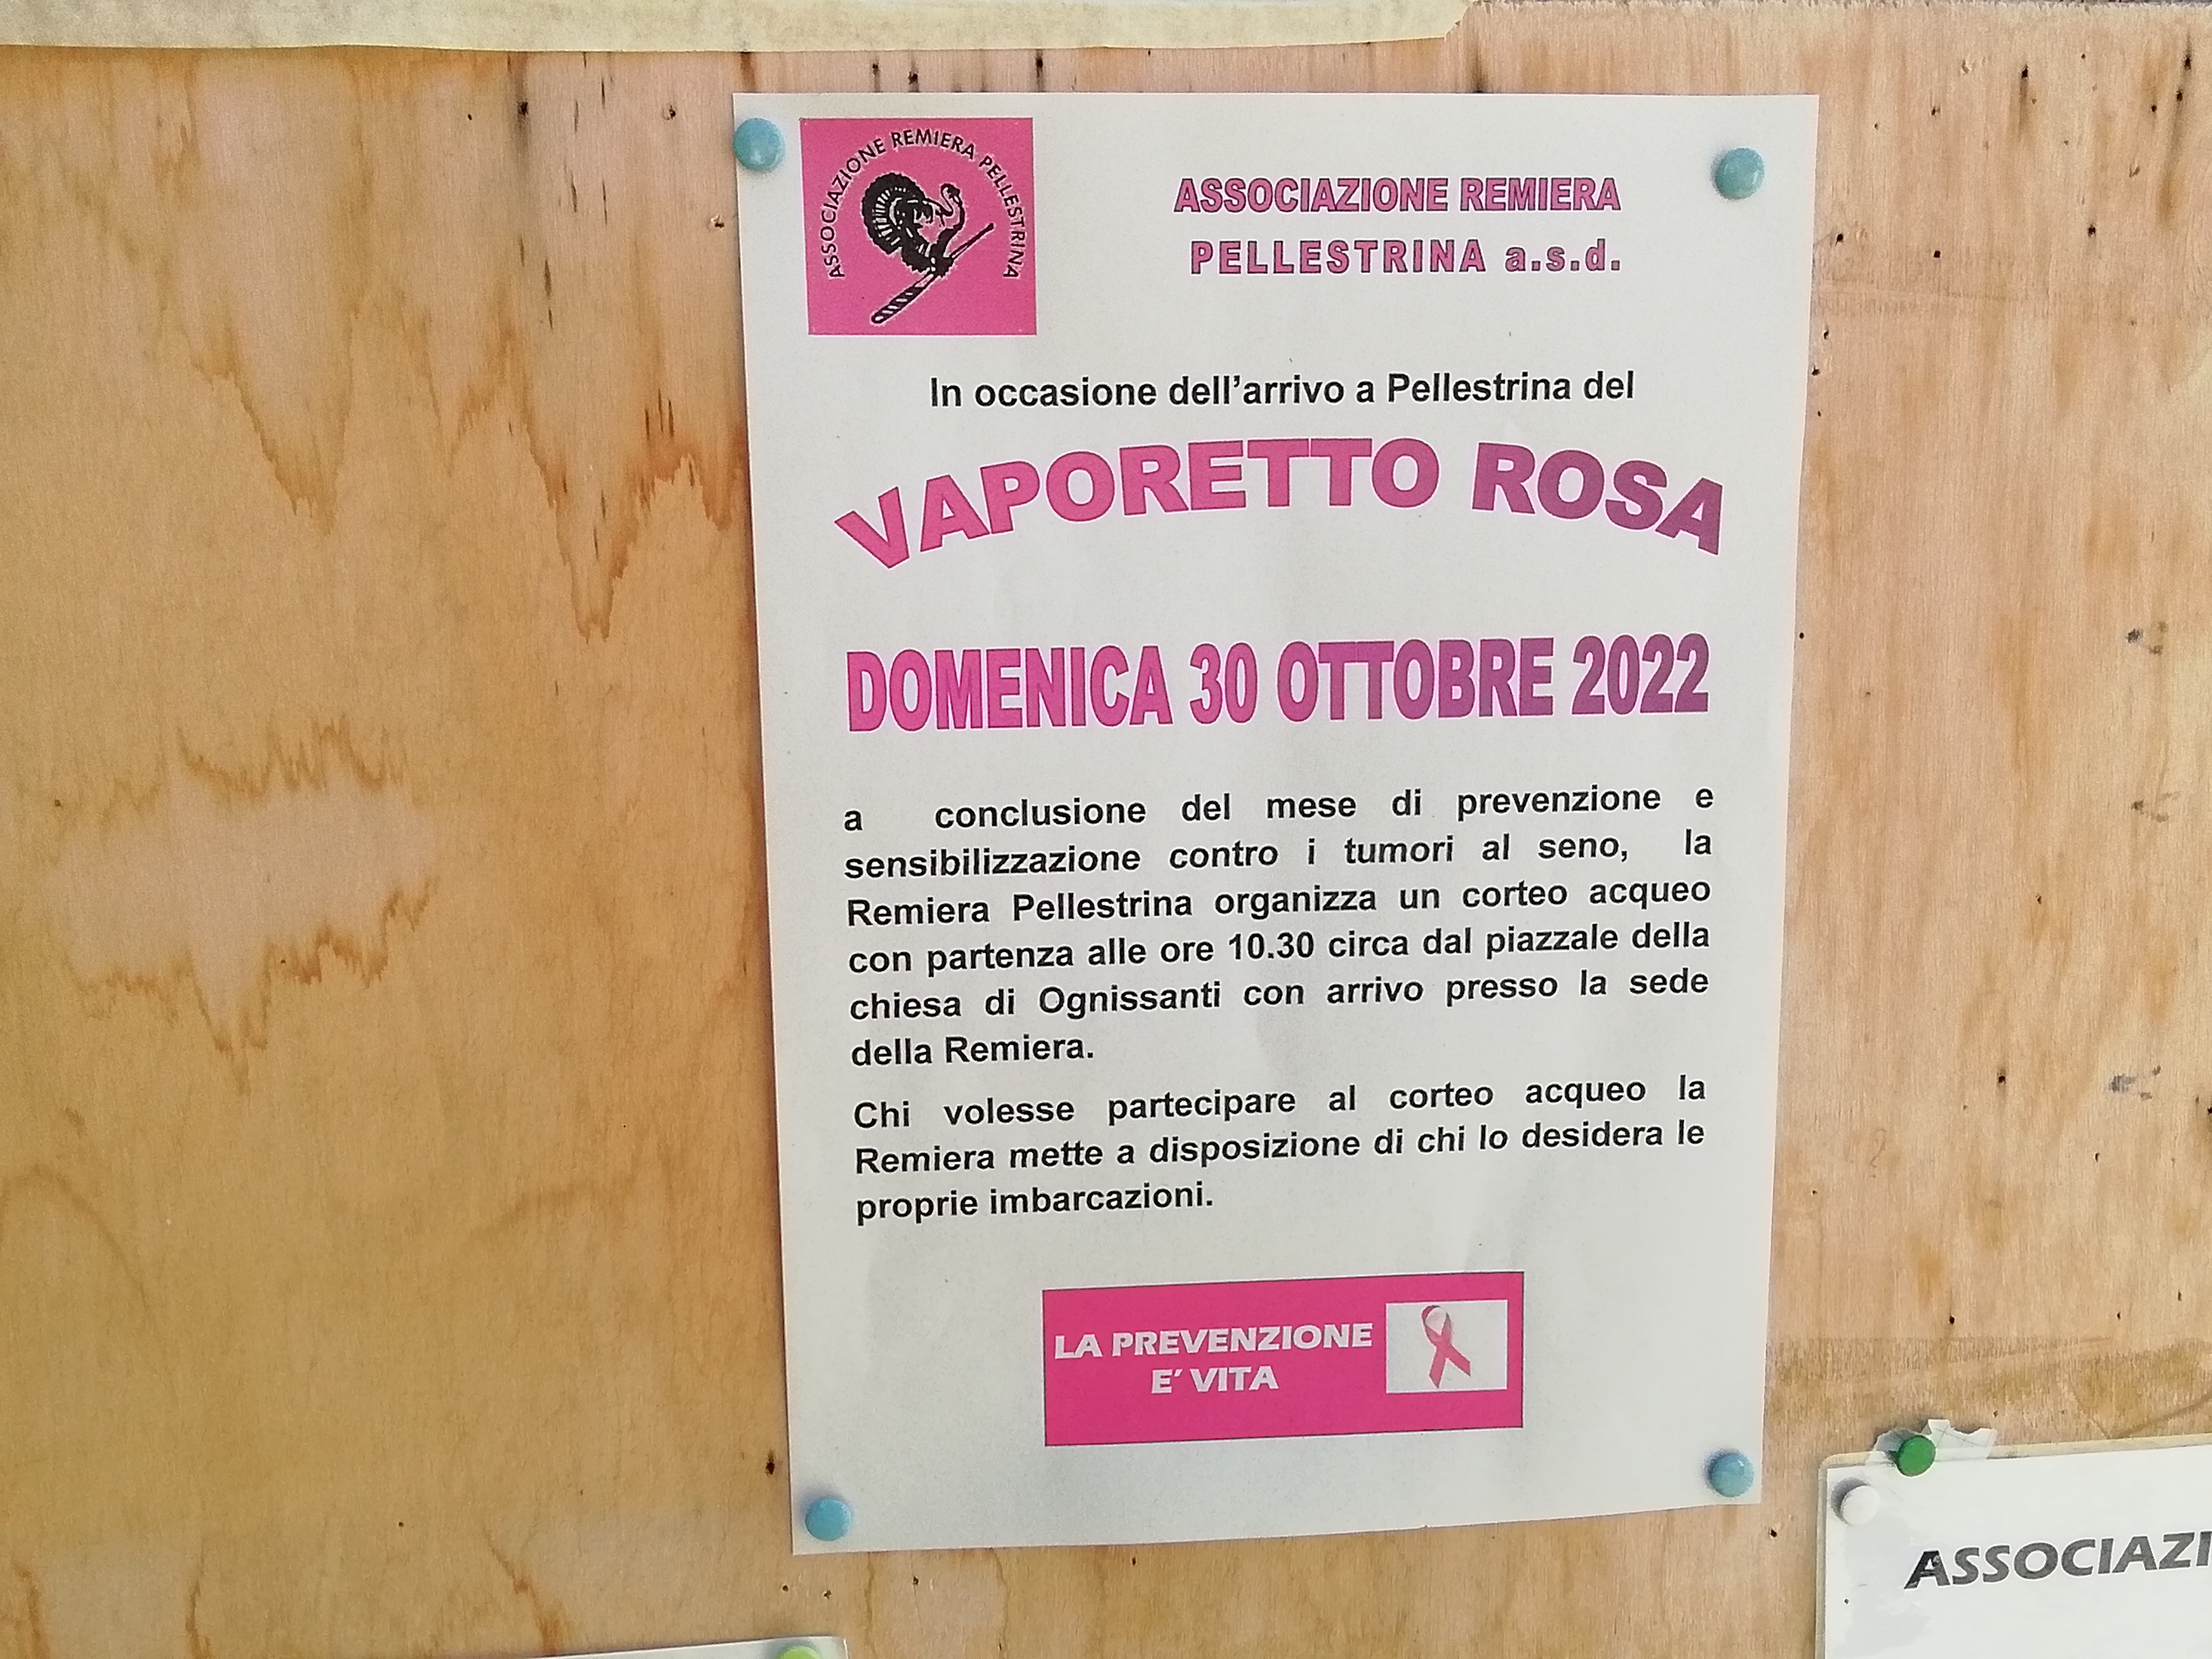 ASSOCIAZIONE REMIERA PELLESTRINA
ASSOCIAZIONE REMIERA
PELLESTRINA a.s.d.
In occasione dell’arrivo a Pellestrina del
VAPORETTO ROSA
DOMENICA 30 OTTOBRE 2022
a conclusione del mese di prevenzione e
sensibilizzazione contro i tumori al seno, la
Remiera Pellestrina organizza un corteo acqueo
con partenza alle ore 10.30 circa dal piazzale della
chiesa di Ognissanti con arrivo presso la sede
della Remiera.
Chi volesse partecipare al corteo acqueo la
Remiera mette a disposizione di chi lo desidera le
proprie imbarcazioni.
LA PREVENZIONE
E’ VITA
ASSOCIAZI